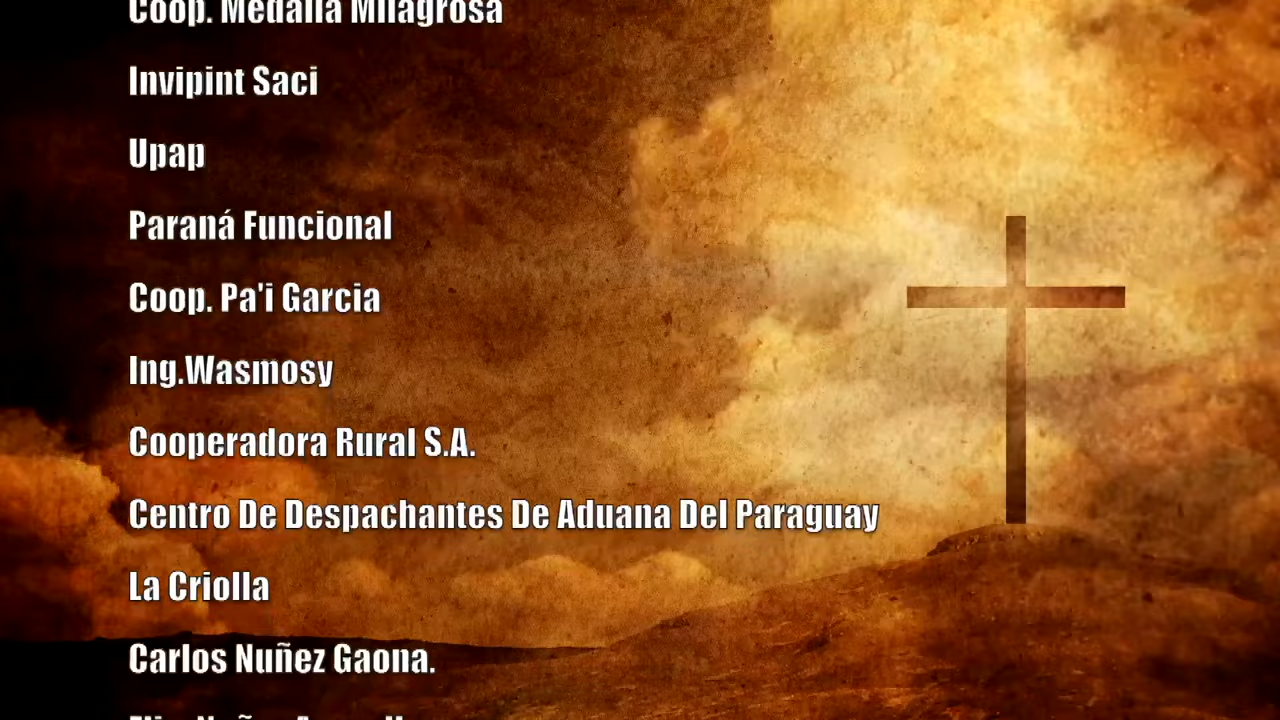 Coop. Medalla Milagrosa
Invipint Saci
Upap
Paraná Funcional
Coop. Pa'i Garcia
Ing.Wasmosy
Cooperadora Rural S.A.
Centro De Despachantes De Aduana Del Paraguay
La Criolla
Carlos Nuñez Gaona.